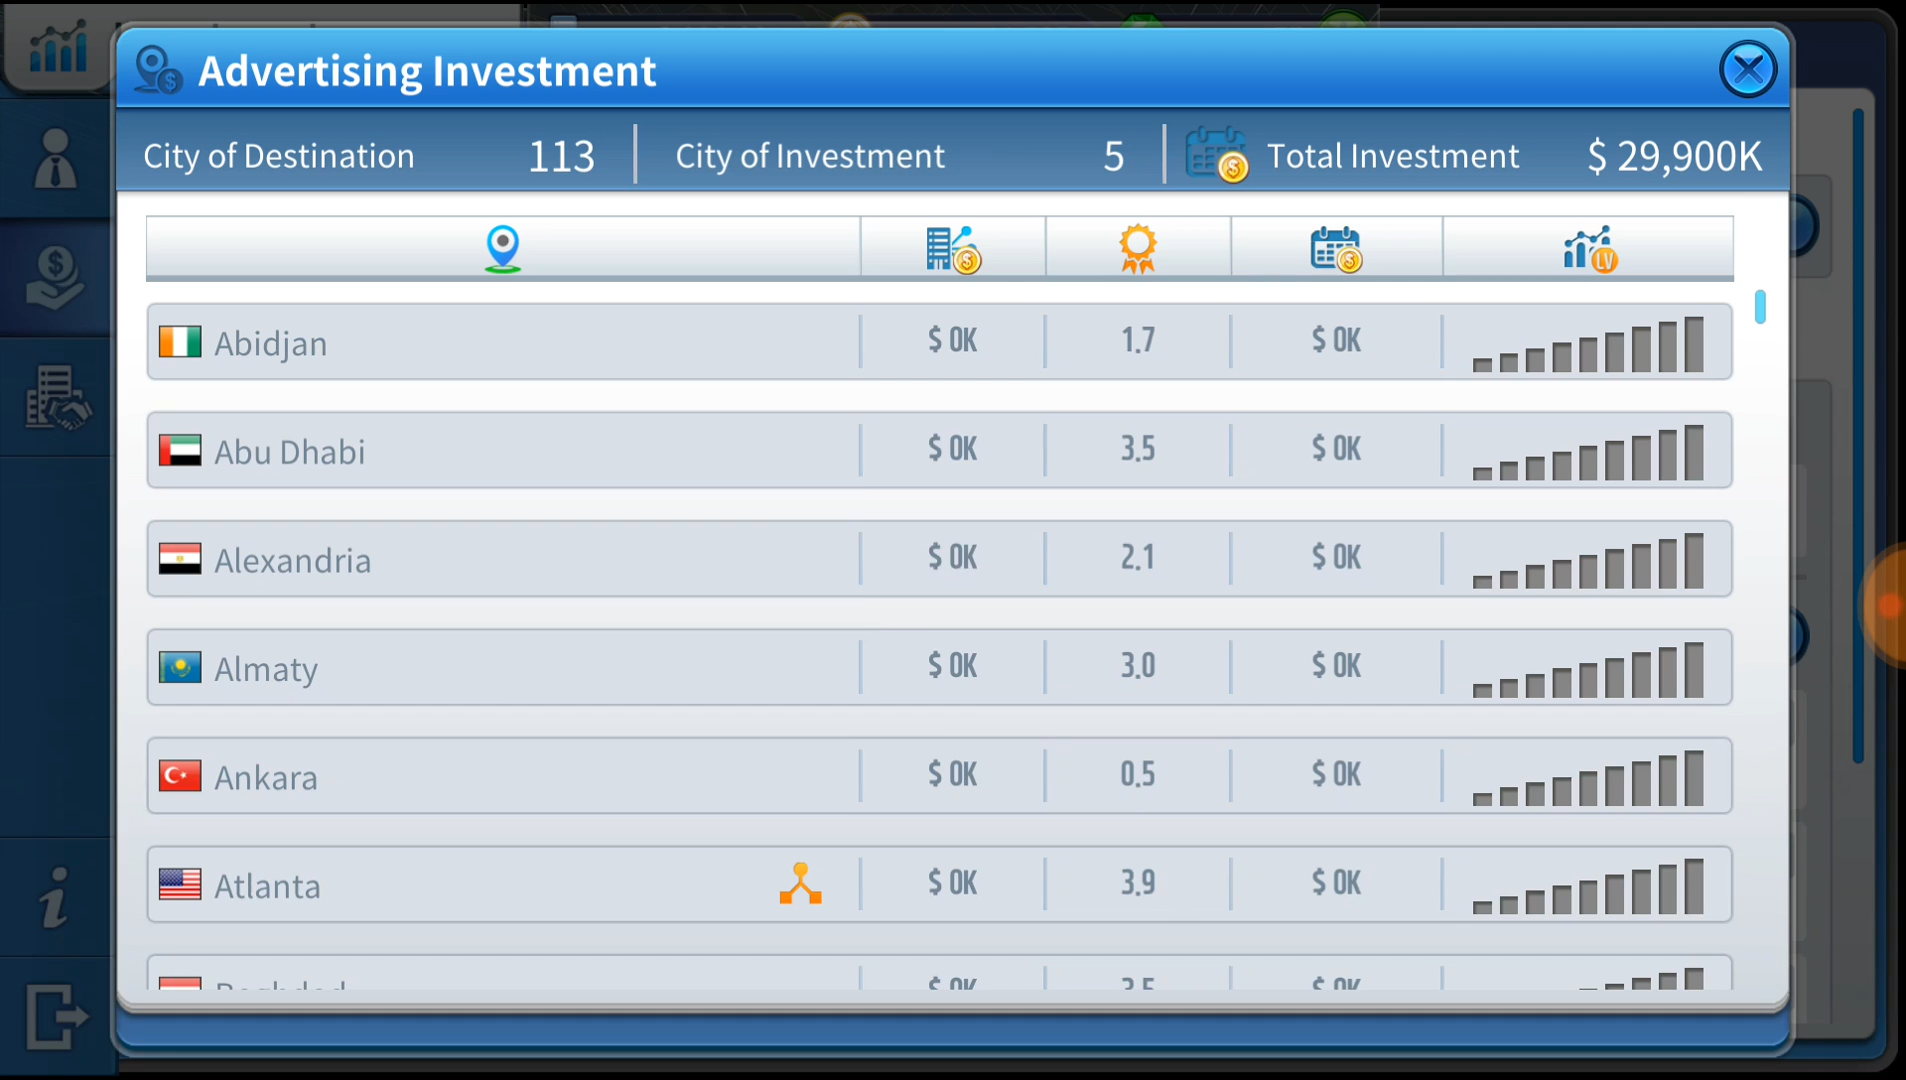 Advertising Investment
City of Destination 113 City of Investment 5 Total Investment $ 29,900K
LV
Abidjan $ 0K 1.7 $ 0K
Abu Dhabi $ 0K 3.5 $ 0K
Alexandria $ 0K 2.1 $ 0K
Almaty $ 0K 3.0 $ 0K
Ankara $ 0K 0.5 $ 0K
Atlanta $ 0K 3.9 $ 0K